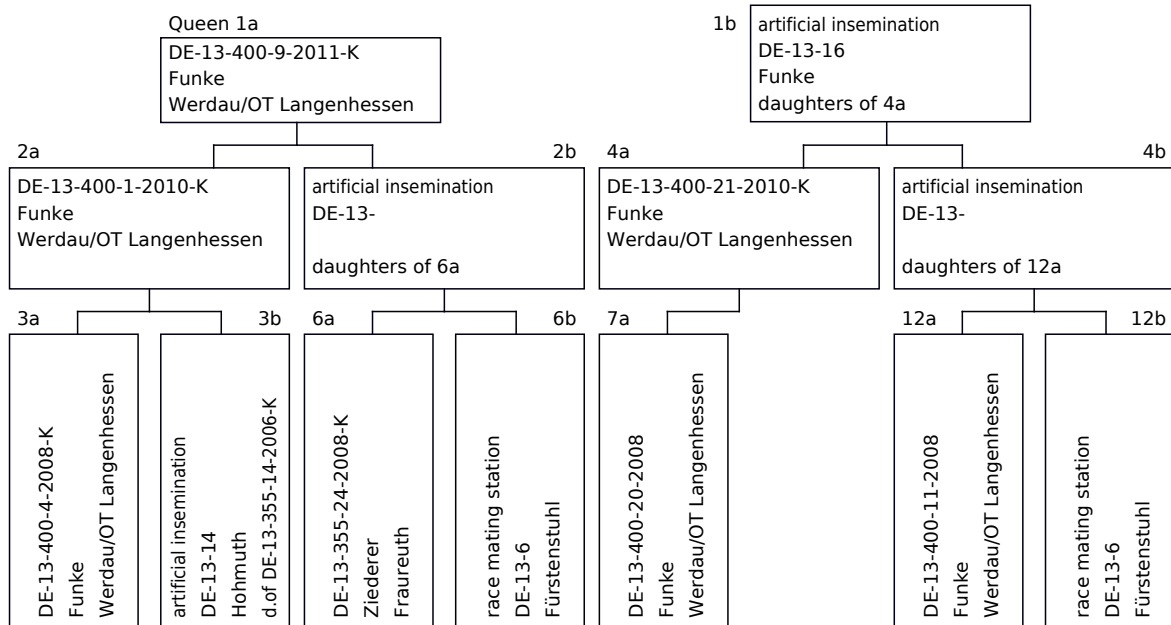 Queen 1a
DE-13-400-9-2011-K
Funke
Werdau/OT Langenhessen
1b
artificial insemination
DE-13-16
Funke
daughters of 4a
2a
DE-13-400-1-2010-K
Funke
Werdau/OT Langenhessen
2b
artificial insemination
DE-13-
daughters of 6a
4a
DE-13-400-21-2010-K
Funke
Werdau/OT Langenhessen
4b
artificial insemination
DE-13-
daughters of 12a
3a
DE-13-400-4-2008-K
Funke
Werdau/OT Langenhessen
3b
artificial insemination
DE-13-14
Hohmuth
d.of DE-13-355-14-2006-K
6a
DE-13-355-24-2008-K
Ziederer
Fraureuth
6b
race mating station
DE-13-6
Fürstenstuhl
7a
DE-13-400-20-2008
Funke
Werdau/OT Langenhessen
12a
DE-13-400-11-2008
Funke
Werdau/OT Langenhessen
12b
race mating station
DE-13-6
Fürstenstuhl